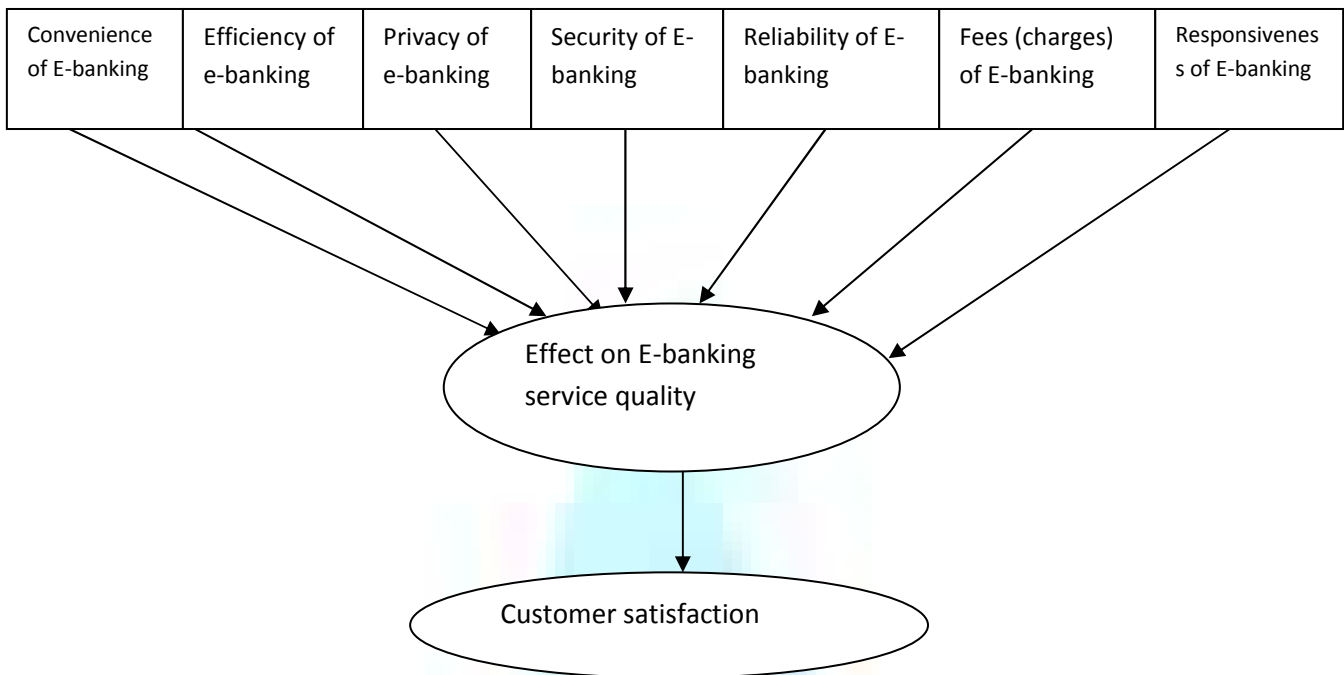 Convenience
of E-banking
Efficiency of
e-banking
Privacy of
e-banking
Security of E-
banking
Reliability of E-
banking
Fees (charges)
of E-banking
Responsivenes
s of E-banking
Effect on E-banking
service quality
Customer satisfaction